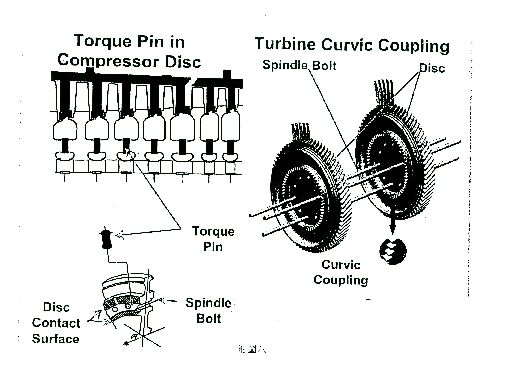 Torque Pin in
Compressor Disc
Turbine Curvic Coupling
Spindle Bolt
Disc
Torque
Pin
Curvic
Coupling
Disc
Contact
Surface
Spindle
Bolt